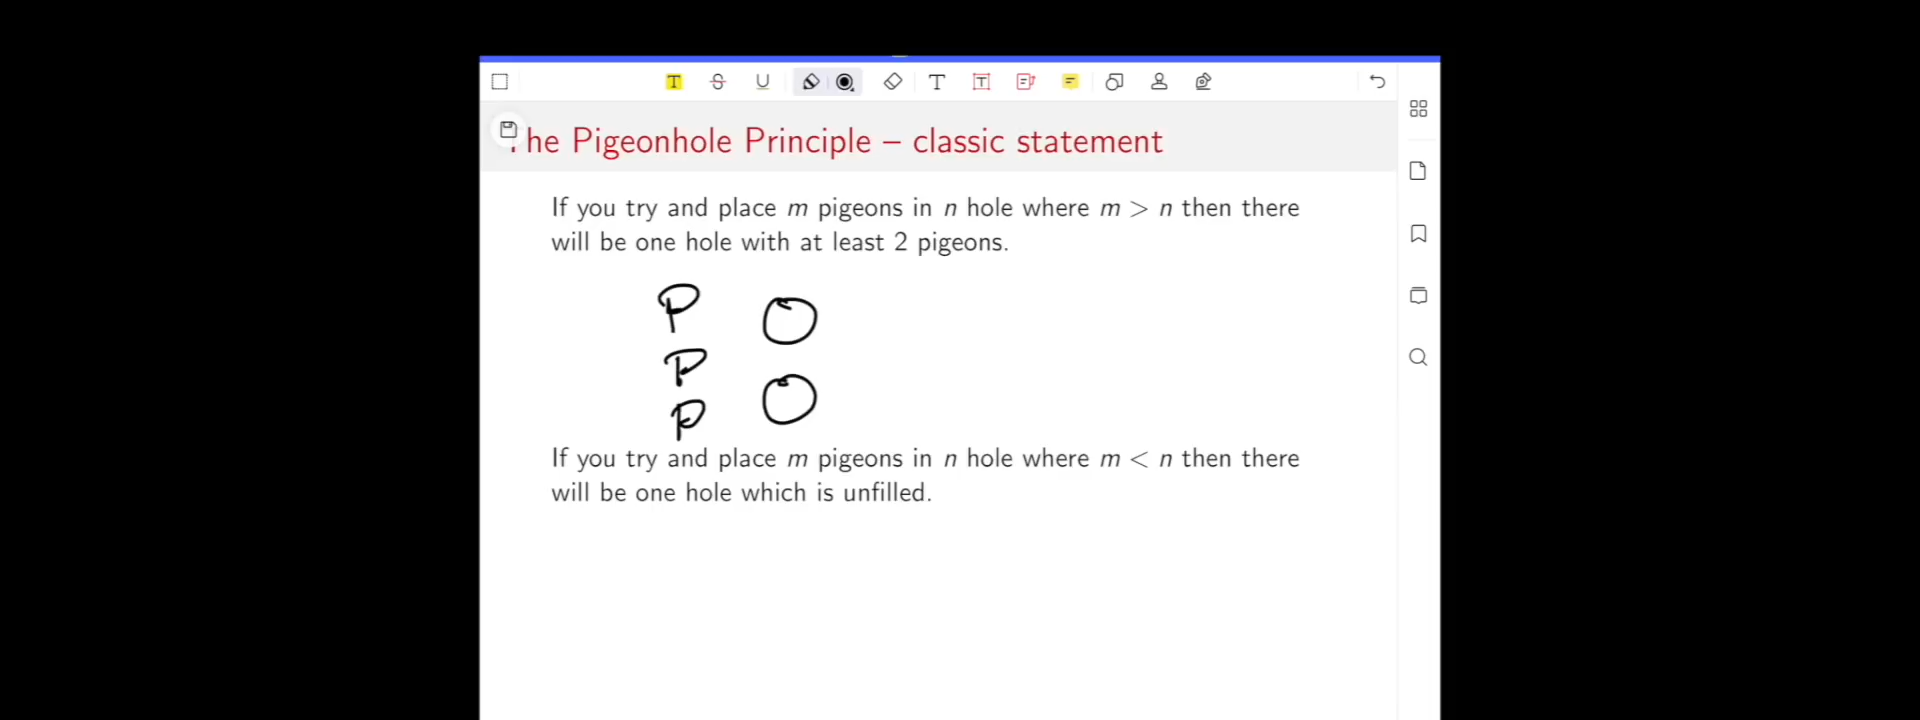 The Pigeonhole Principle – classic statement
If you try and place m pigeons in n hole where m > n then there
will be one hole with at least 2 pigeons.
P
P
P
If you try and place m pigeons in n hole where m < n then there
will be one hole which is unfilled.